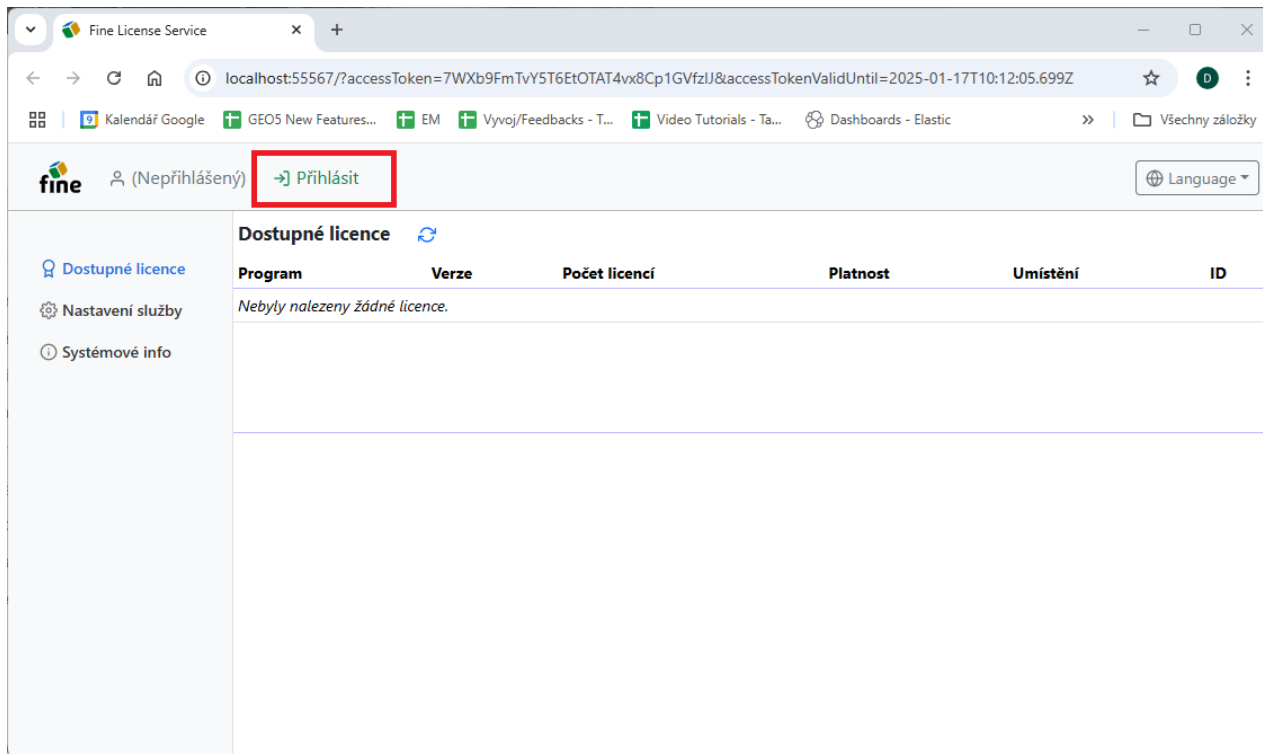 Fine License Service
localhost:55567/?accessToken=7WXb9FmTvY5T6EtOTAT4vx8Cp1GVfzIJ&accessTokenValidUntil=2025-01-17T10:12:05.699Z
D
9 Kalendář Google GEO5 New Features... EM Vyvoj/Feedbacks - T... Video Tutorials - Ta... Dashboards - Elastic » Všechny záložky
fine (Nepřihlášený) Přihlásit Language
Dostupné licence
Dostupné licence
Nastavení služby
Systémové info
Program Verze Počet licencí Platnost Umístění ID
Nebyly nalezeny žádné licence.